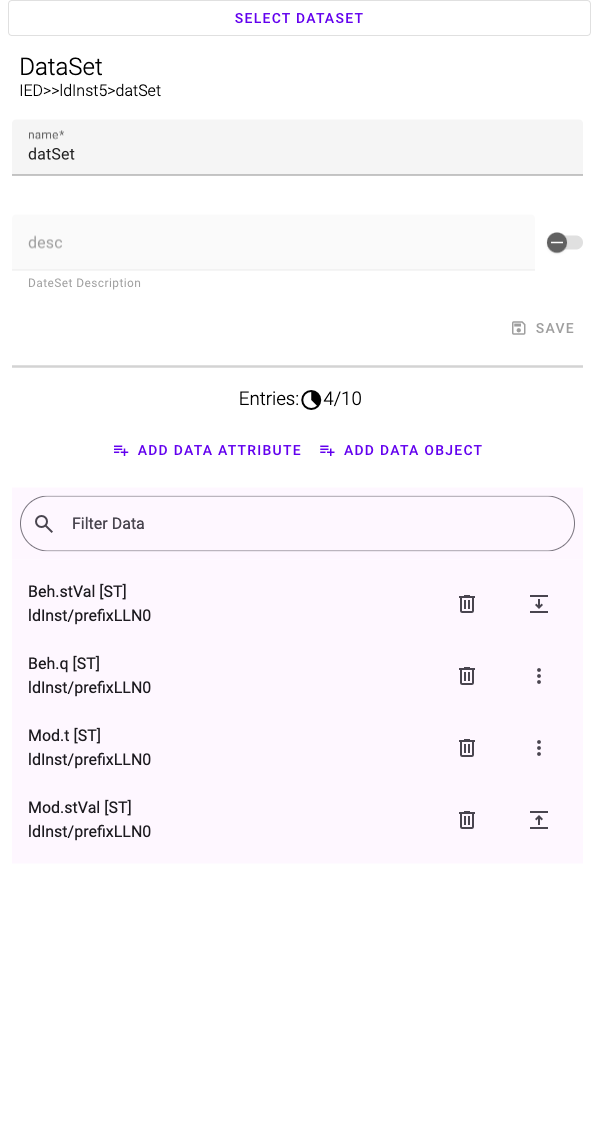 SELECT DATASET
DataSet
IED>>ldInst5>datSet
name*
datSet
desc
DateSet Description
SAVE
Entries: 4/10
ADD DATA ATTRIBUTE ADD DATA OBJECT
Filter Data
Beh.stVal [ST]
ldInst/prefixLLN0
Beh.q [ST]
ldInst/prefixLLN0
Mod.t [ST]
ldInst/prefixLLN0
Mod.stVal [ST]
ldInst/prefixLLN0